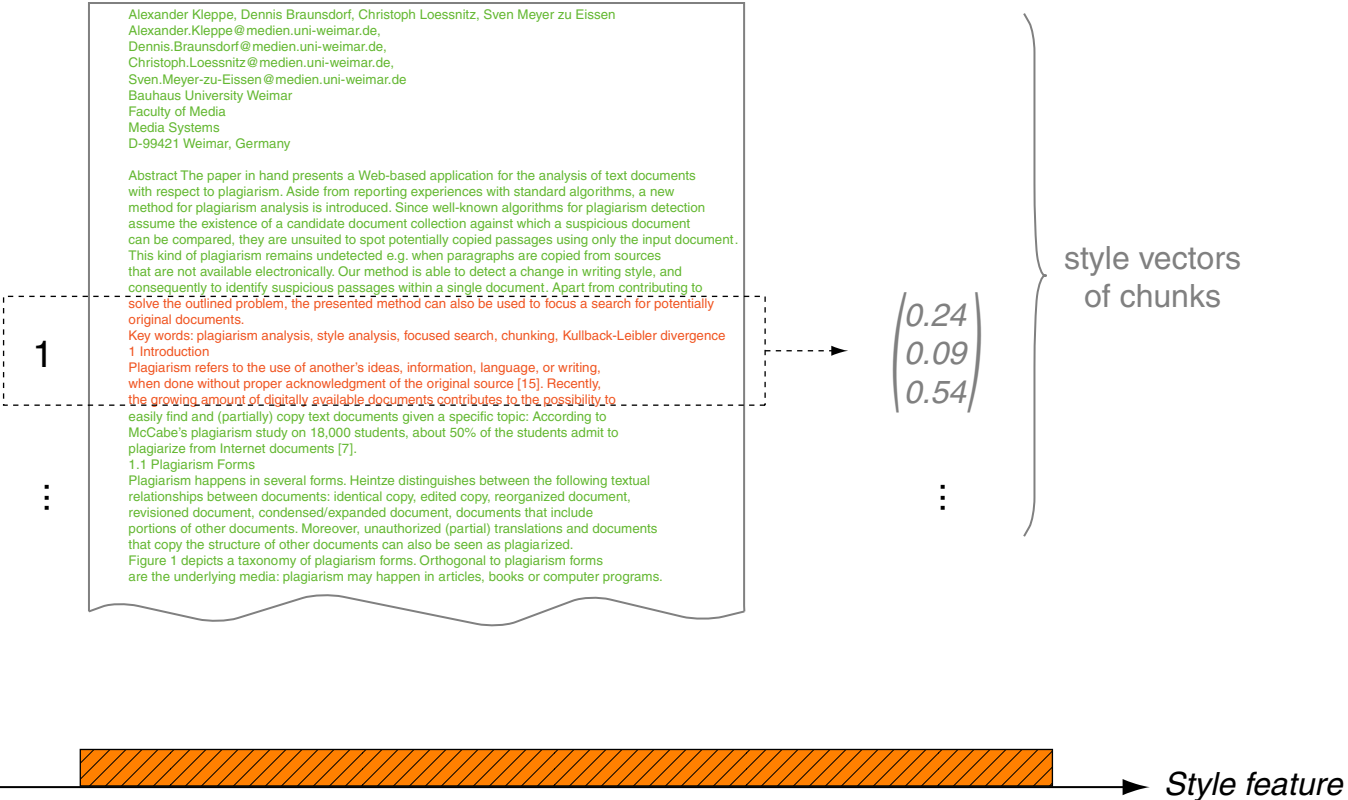 Alexander Kleppe, Dennis Braunsdorf, Christoph Loessnitz, Sven Meyer zu Eissen
Alexander.Kleppe@medien.uni-weimar.de,
Dennis.Braunsdorf@medien.uni-weimar.de,
Christoph.Loessnitz@medien.uni-weimar.de,
Sven.Meyer-zu-Eissen@medien.uni-weimar.de
Bauhaus University Weimar
Faculty of Media
Media Systems
D-99421 Weimar, Germany
Abstract The paper in hand presents a Web-based application for the analysis of text documents
with respect to plagiarism. Aside from reporting experiences with standard algorithms, a new
method for plagiarism analysis is introduced. Since well-known algorithms for plagiarism detection
assume the existence of a candidate document collection against which a suspicious document
can be compared, they are unsuited to spot potentially copied passages using only the input document.
This kind of plagiarism remains undetected e.g. when paragraphs are copied from sources
that are not available electronically. Our method is able to detect a change in writing style, and
consequently to identify suspicious passages within a single document. Apart from contributing to
solve the outlined problem, the presented method can also be used to focus a search for potentially
original documents.
Key words: plagiarism analysis, style analysis, focused search, chunking, Kullback-Leibler divergence
1 Introduction
Plagiarism refers to the use of another's ideas, information, language, or writing,
when done without proper acknowledgment of the original source [15]. Recently,
the growing amount of digitally available documents contributes to the possibility to
easily find and (partially) copy text documents given a specific topic: According to
McCabe's plagiarism study on 18,000 students, about 50% of the students admit to
plagiarize from Internet documents [7].
1.1 Plagiarism Forms
Plagiarism happens in several forms. Heintze distinguishes between the following textual
relationships between documents: identical copy, edited copy, reorganized document,
revisioned document, condensed/expanded document, documents that include
portions of other documents. Moreover, unauthorized (partial) translations and documents
that copy the structure of other documents can also be seen as plagiarized.
Figure 1 depicts a taxonomy of plagiarism forms. Orthogonal to plagiarism forms
are the underlying media: plagiarism may happen in articles, books or computer programs.
1
⋮
0.24
0.09
0.54
⋮
style vectors
of chunks
Style feature